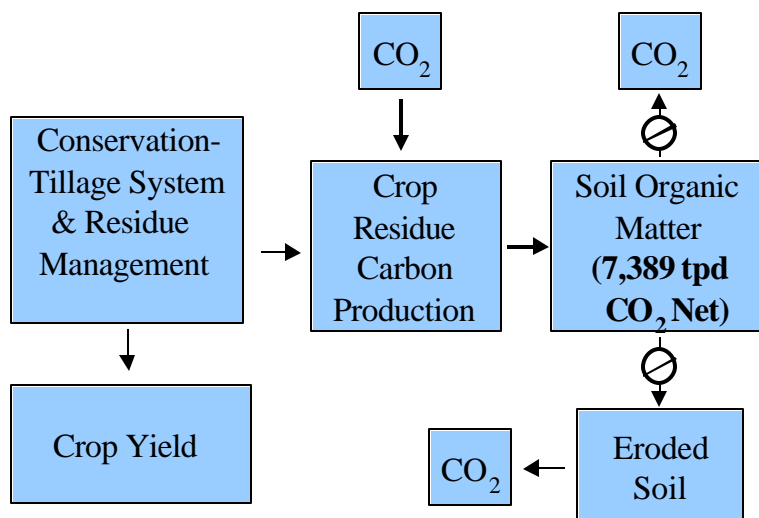 CO₂
CO₂
Conservation-
Tillage System
& Residue
Management
Crop
Residue
Carbon
Production
Soil Organic
Matter
(7,389 tpd
CO₂ Net)
Crop Yield
CO₂
Eroded
Soil